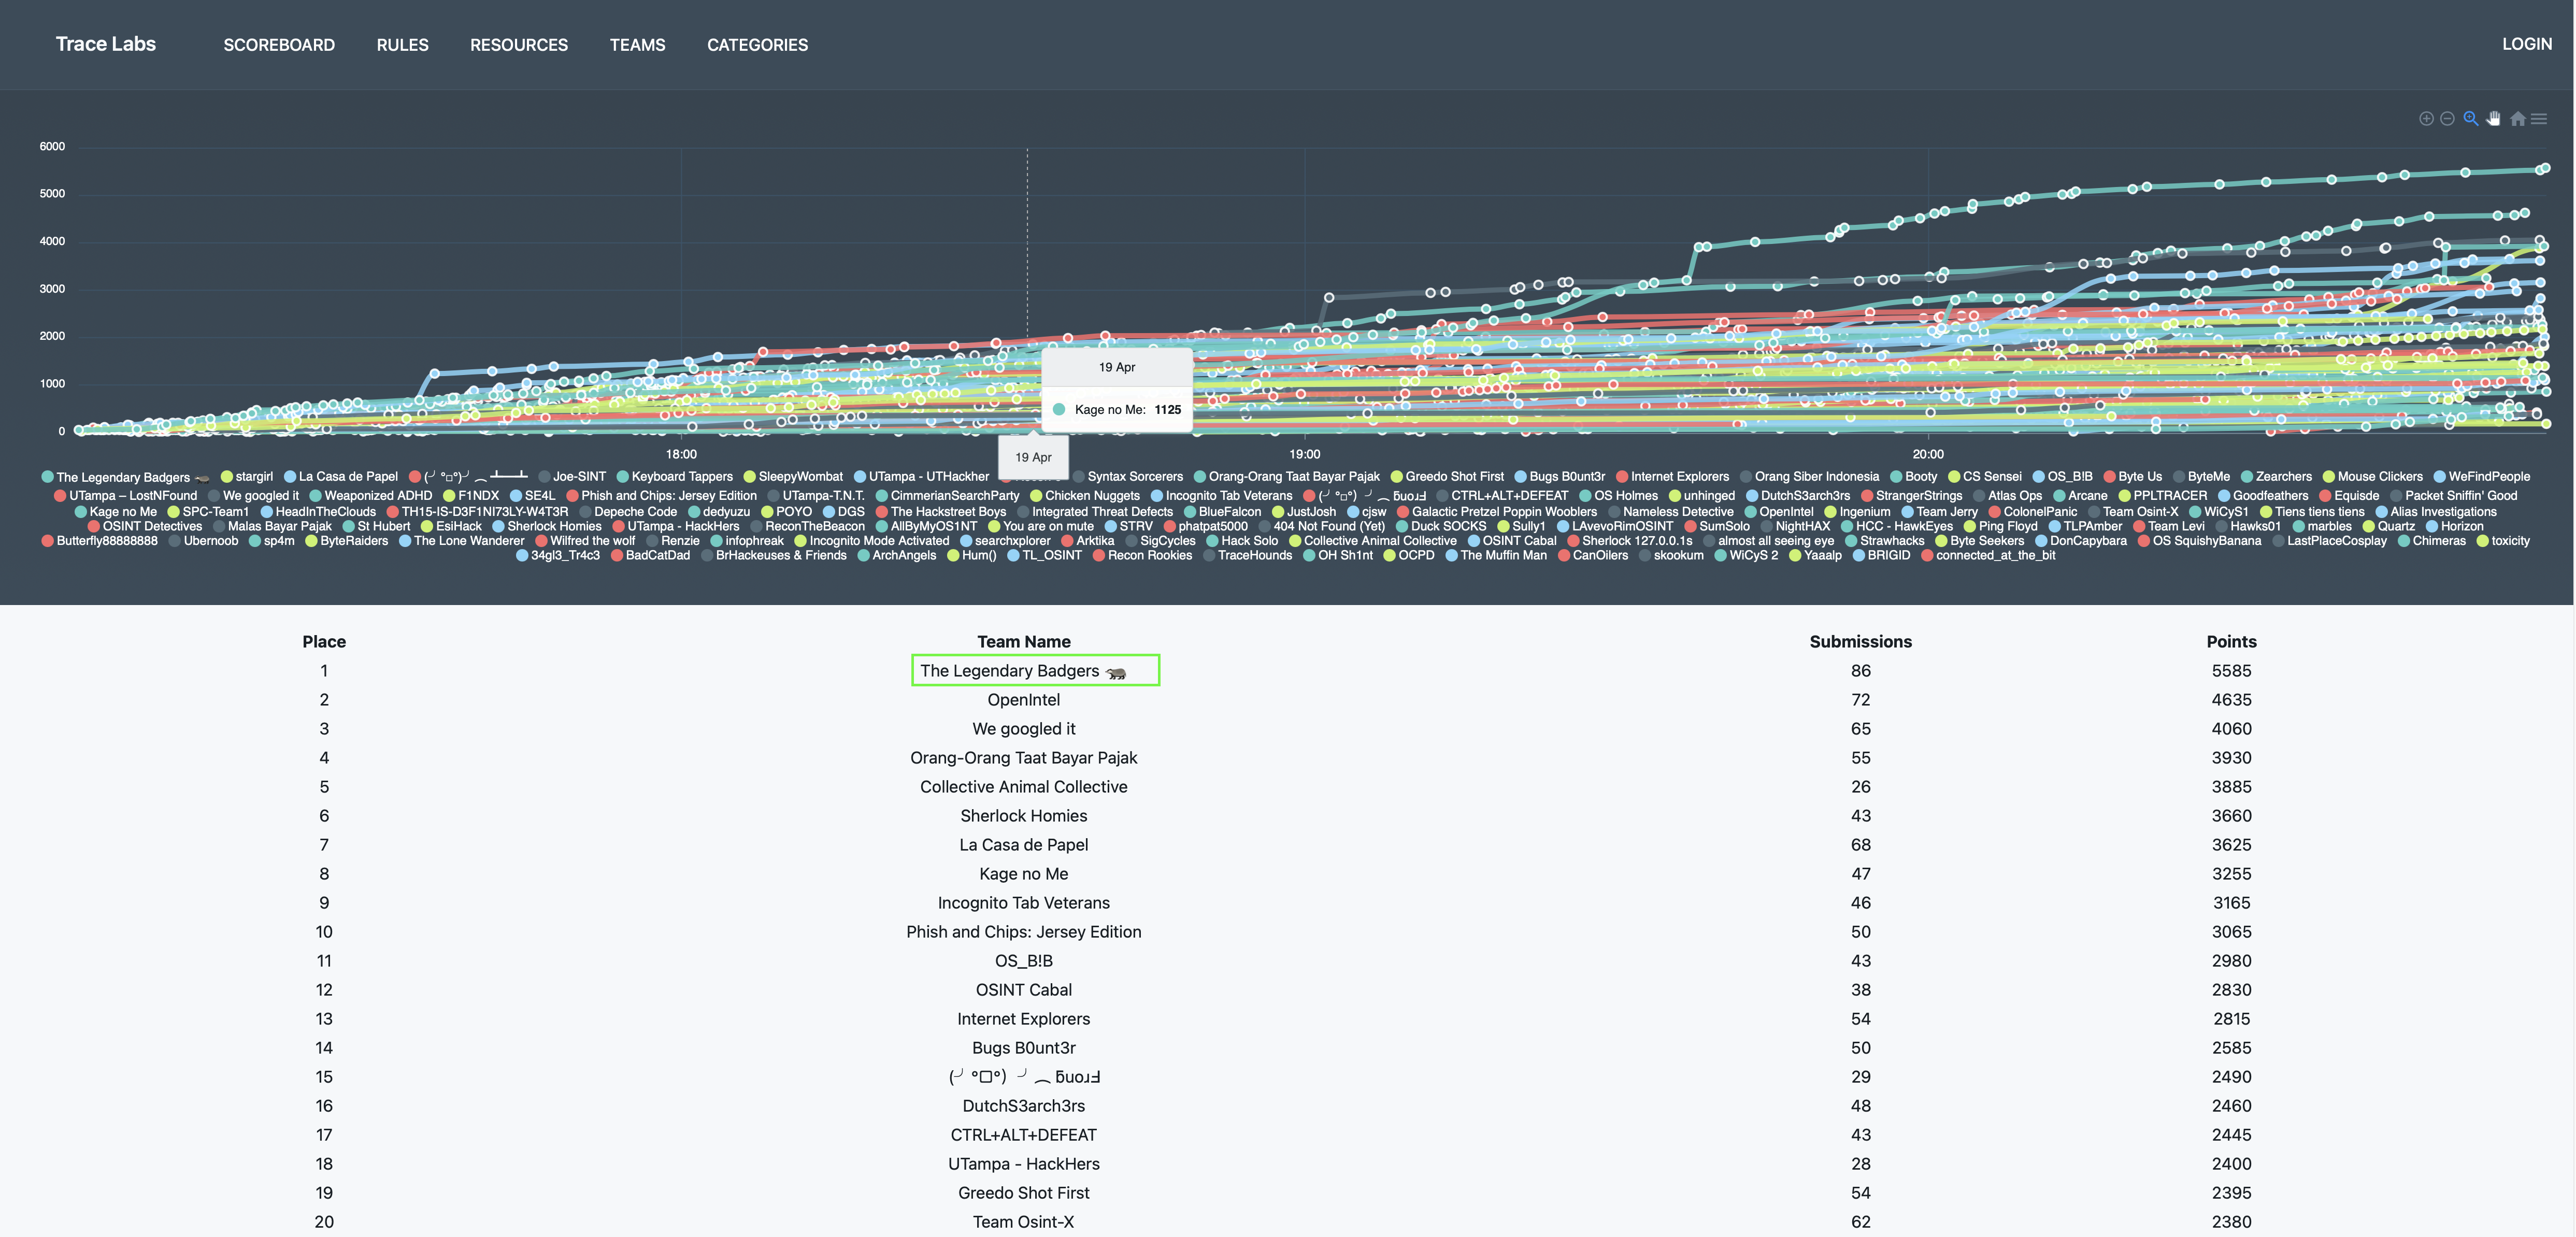 Trace Labs SCOREBOARD RULES RESOURCES TEAMS CATEGORIES LOGIN
6000
5000
4000
3000
2000
1000
0
19 Apr
Kage no Me: 1125
18:00 19 Apr 19:00 20:00
The Legendary Badgers 🦡 stargirl La Casa de Papel (╯°□°)╯︵ ┻━┻ Joe-SINT Keyboard Tappers SleepyWombat UTampa - UTHackher Syntax Sorcerers Orang-Orang Taat Bayar Pajak Greedo Shot First Bugs B0unt3r Internet Explorers Orang Siber Indonesia Booty CS Sensei OS_B!B Byte Us ByteMe Zearchers Mouse Clickers WeFindPeople
UTampa – LostNFound We googled it Weaponized ADHD F1NDX SE4L Phish and Chips: Jersey Edition UTampa-T.N.T. CimmerianSearchParty Chicken Nuggets Incognito Tab Veterans (╯°□°)╯︵ ƃuoɹℲ CTRL+ALT+DEFEAT OS Holmes unhinged DutchS3arch3rs StrangerStrings Atlas Ops Arcane PPLTRACER Goodfeathers Equisde Packet Sniffin' Good
Kage no Me SPC-Team1 HeadInTheClouds TH15-IS-D3F1NI73LY-W4T3R Depeche Code dedyuzu POYO DGS The Hackstreet Boys Integrated Threat Defects BlueFalcon JustJosh cjsw Galactic Pretzel Poppin Wooblers Nameless Detective OpenIntel Ingenium Team Jerry ColonelPanic Team Osint-X WiCyS1 Tiens tiens tiens Alias Investigations
OSINT Detectives Malas Bayar Pajak St Hubert EsiHack Sherlock Homies UTampa - HackHers ReconTheBeacon AllByMyOS1NT You are on mute STRV phatpat5000 404 Not Found (Yet) Duck SOCKS Sully1 LAvevoRimOSINT SumSolo NightHAX HCC - HawkEyes Ping Floyd TLPAmber Team Levi Hawks01 marbles Quartz Horizon
Butterfly88888888 Ubernoob sp4m ByteRaiders The Lone Wanderer Wilfred the wolf Renzie infophreak Incognito Mode Activated searchxplorer Arktika SigCycles Hack Solo Collective Animal Collective OSINT Cabal Sherlock 127.0.0.1s almost all seeing eye Strawhacks Byte Seekers DonCapybara OS SquishyBanana LastPlaceCosplay Chimeras toxicity
34gl3_Tr4c3 BadCatDad BrHackeuses & Friends ArchAngels Hum() TL_OSINT Recon Rookies TraceHounds OH Sh1nt OCPD The Muffin Man CanOilers skookum WiCyS 2 Yaaalp BRIGID connected_at_the_bit
Place Team Name Submissions Points
1 The Legendary Badgers 🦡 86 5585
2 OpenIntel 72 4635
3 We googled it 65 4060
4 Orang-Orang Taat Bayar Pajak 55 3930
5 Collective Animal Collective 26 3885
6 Sherlock Homies 43 3660
7 La Casa de Papel 68 3625
8 Kage no Me 47 3255
9 Incognito Tab Veterans 46 3165
10 Phish and Chips: Jersey Edition 50 3065
11 OS_B!B 43 2980
12 OSINT Cabal 38 2830
13 Internet Explorers 54 2815
14 Bugs B0unt3r 50 2585
15 (╯°□°) ╯︵ ƃuoɹℲ 29 2490
16 DutchS3arch3rs 48 2460
17 CTRL+ALT+DEFEAT 43 2445
18 UTampa - HackHers 28 2400
19 Greedo Shot First 54 2395
20 Team Osint-X 62 2380